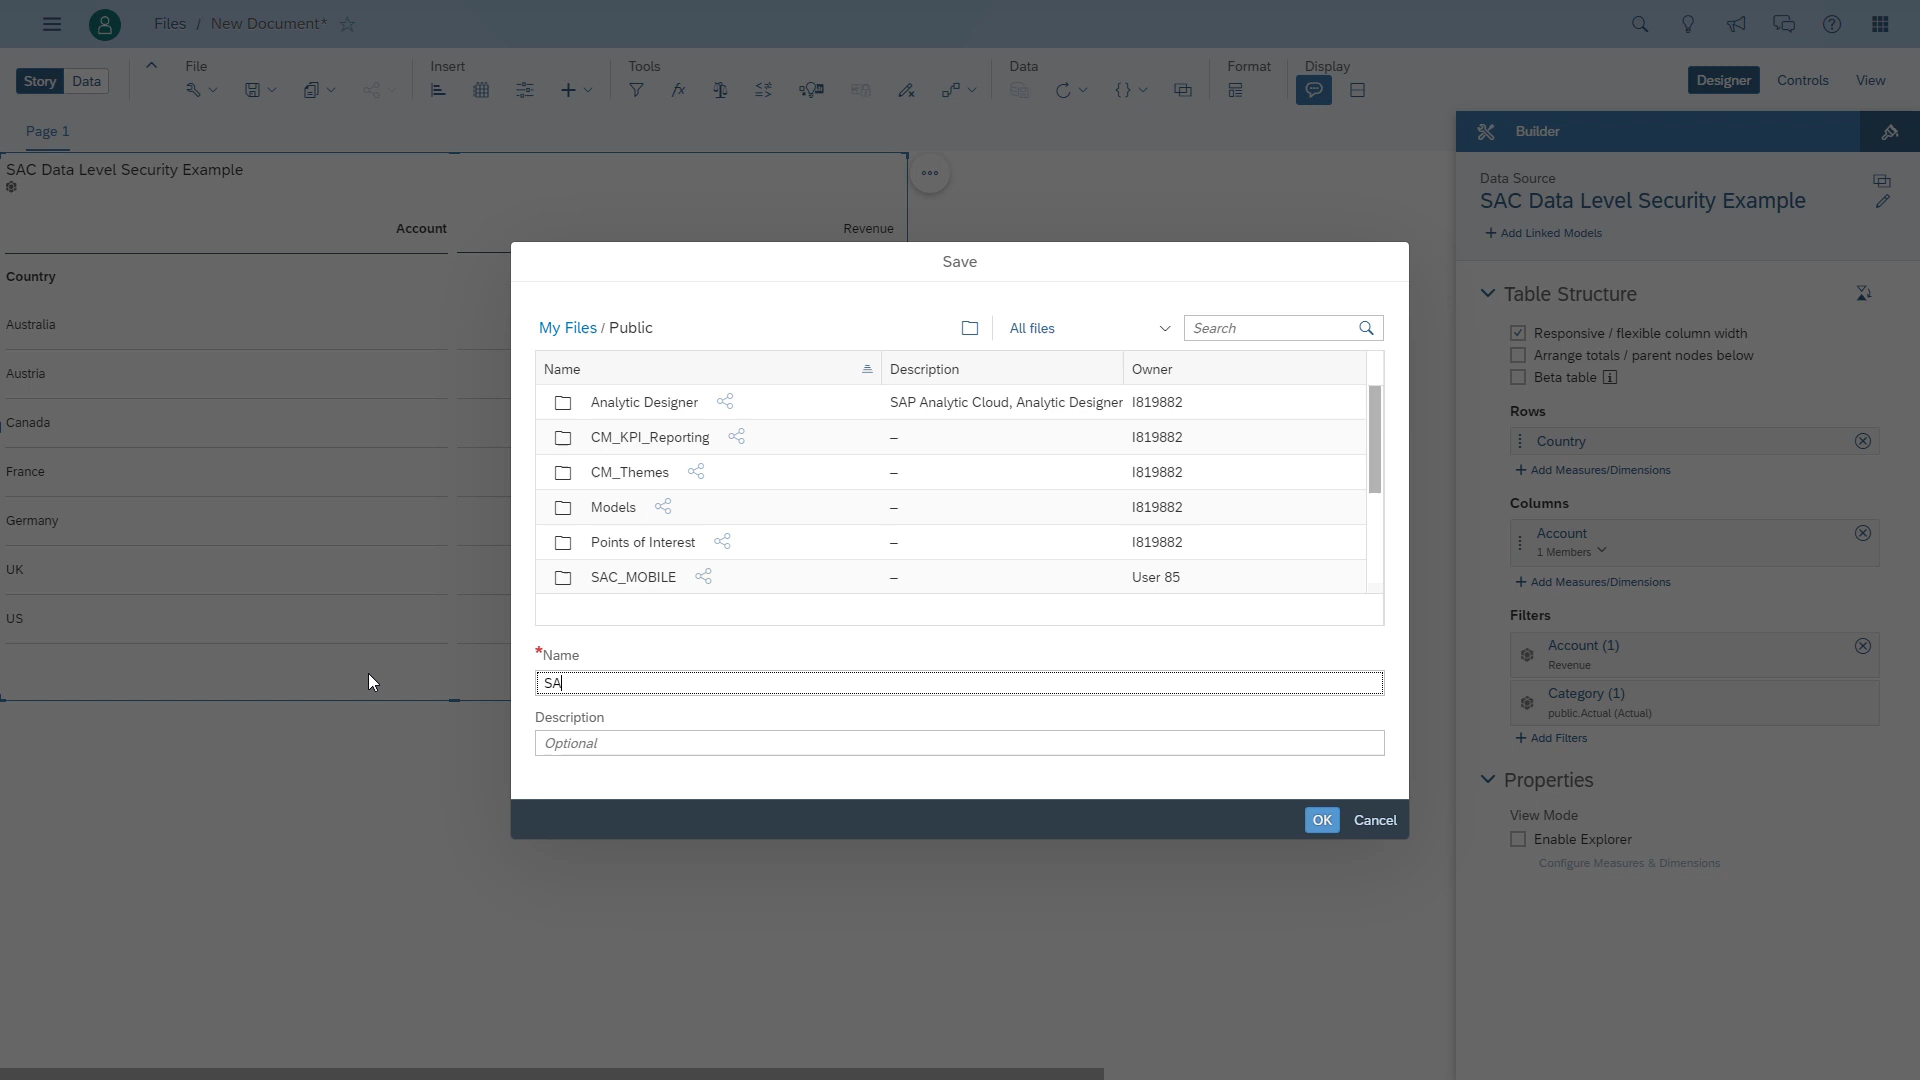 Files / New Document*
Story Data
File
Insert
Tools
Data
Format
Display
Designer Controls View
Page 1
SAC Data Level Security Example
Account Revenue
Country
Australia
Austria
Canada
France
Germany
UK
US
Save
My Files / Public
All files
Search
Name Description Owner
Analytic Designer SAP Analytic Cloud, Analytic Designer I819882
CM_KPI_Reporting – I819882
CM_Themes – I819882
Models – I819882
Points of Interest – I819882
SAC_MOBILE – User 85
*Name
SA
Description
Optional
OK Cancel
Builder
Data Source
SAC Data Level Security Example
+ Add Linked Models
Table Structure
Responsive / flexible column width
Arrange totals / parent nodes below
Beta table
Rows
Country
+ Add Measures/Dimensions
Columns
Account
1 Members
+ Add Measures/Dimensions
Filters
Account (1)
Revenue
Category (1)
public.Actual (Actual)
+ Add Filters
Properties
View Mode
Enable Explorer
Configure Measures & Dimensions